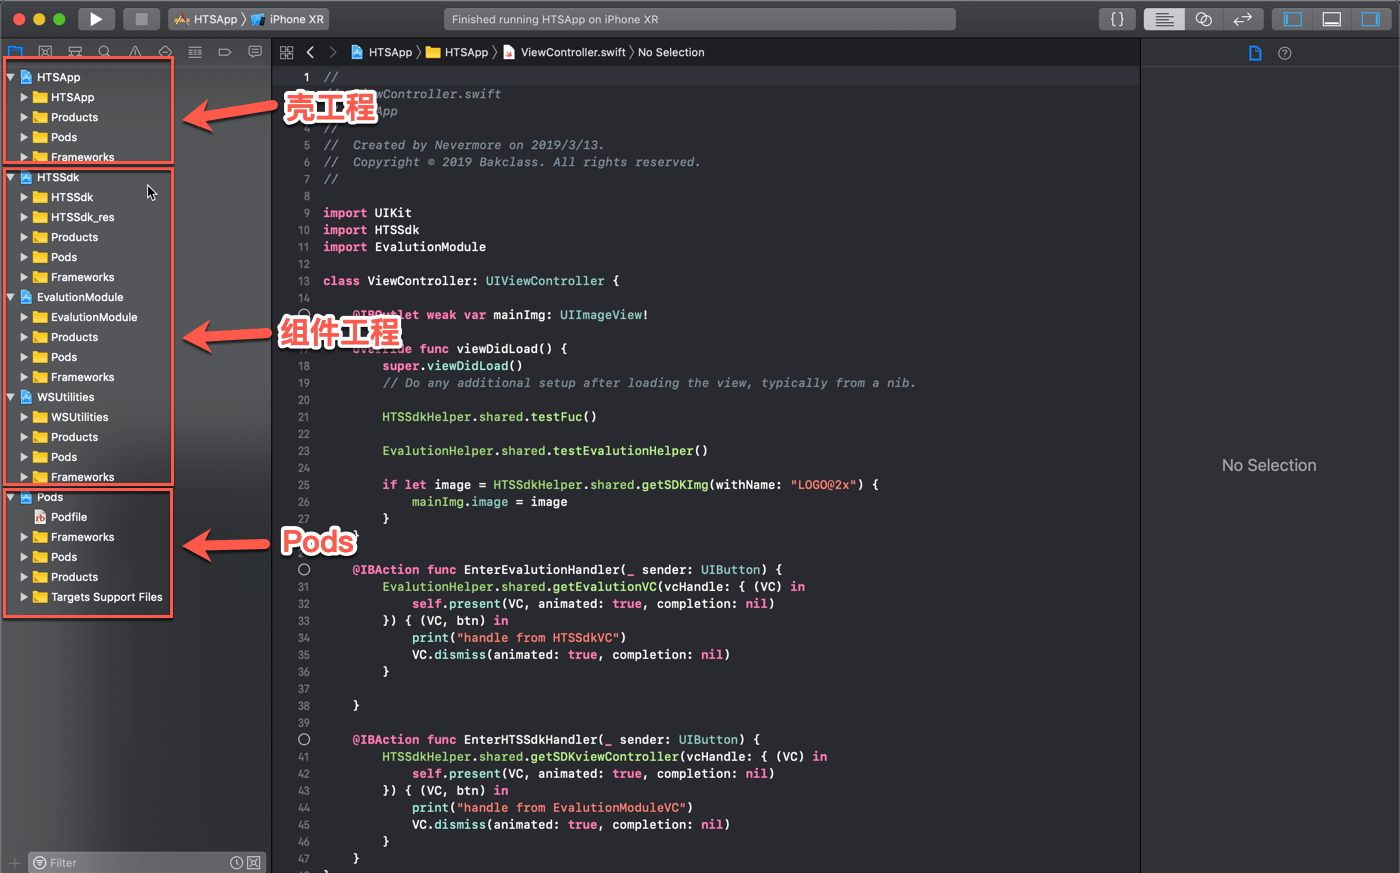 HTSApp 〉 iPhone XR
Finished running HTSApp on iPhone XR
{}
HTSApp 〉 HTSApp 〉 ViewController.swift 〉 No Selection
HTSApp
HTSApp
Products
Pods
Frameworks
HTSSdk
HTSSdk
HTSSdk_res
Products
Pods
Frameworks
EvalutionModule
EvalutionModule
Products
Pods
Frameworks
WSUtilities
WSUtilities
Products
Pods
Frameworks
Pods
Podfile
Frameworks
Pods
Products
Targets Support Files
Filter
壳工程
组件工程
Pods
1 //
wController.swift
App
4 //
5 //  Created by Nevermore on 2019/3/13.
6 //  Copyright © 2019 Bakclass. All rights reserved.
7 //
8
9 import UIKit
10 import HTSSdk
11 import EvalutionModule
12
13 class ViewController: UIViewController {
14
@IBOutlet weak var mainImg: UIImageView!
17 override func viewDidLoad() {
18 super.viewDidLoad()
19 // Do any additional setup after loading the view, typically from a nib.
20
21 HTSSdkHelper.shared.testFuc()
22
23 EvalutionHelper.shared.testEvalutionHelper()
24
25 if let image = HTSSdkHelper.shared.getSDKImg(withName: "LOGO@2x") {
26 mainImg.image = image
27 }
}
@IBAction func EnterEvalutionHandler(_ sender: UIButton) {
31 EvalutionHelper.shared.getEvalutionVC(vcHandle: { (VC) in
32 self.present(VC, animated: true, completion: nil)
33 }) { (VC, btn) in
34 print("handle from HTSSdkVC")
35 VC.dismiss(animated: true, completion: nil)
36 }
37
38 }
39
@IBAction func EnterHTSSdkHandler(_ sender: UIButton) {
41 HTSSdkHelper.shared.getSDKviewController(vcHandle: { (VC) in
42 self.present(VC, animated: true, completion: nil)
43 }) { (VC, btn) in
44 print("handle from EvalutionModuleVC")
45 VC.dismiss(animated: true, completion: nil)
46 }
47 }
No Selection